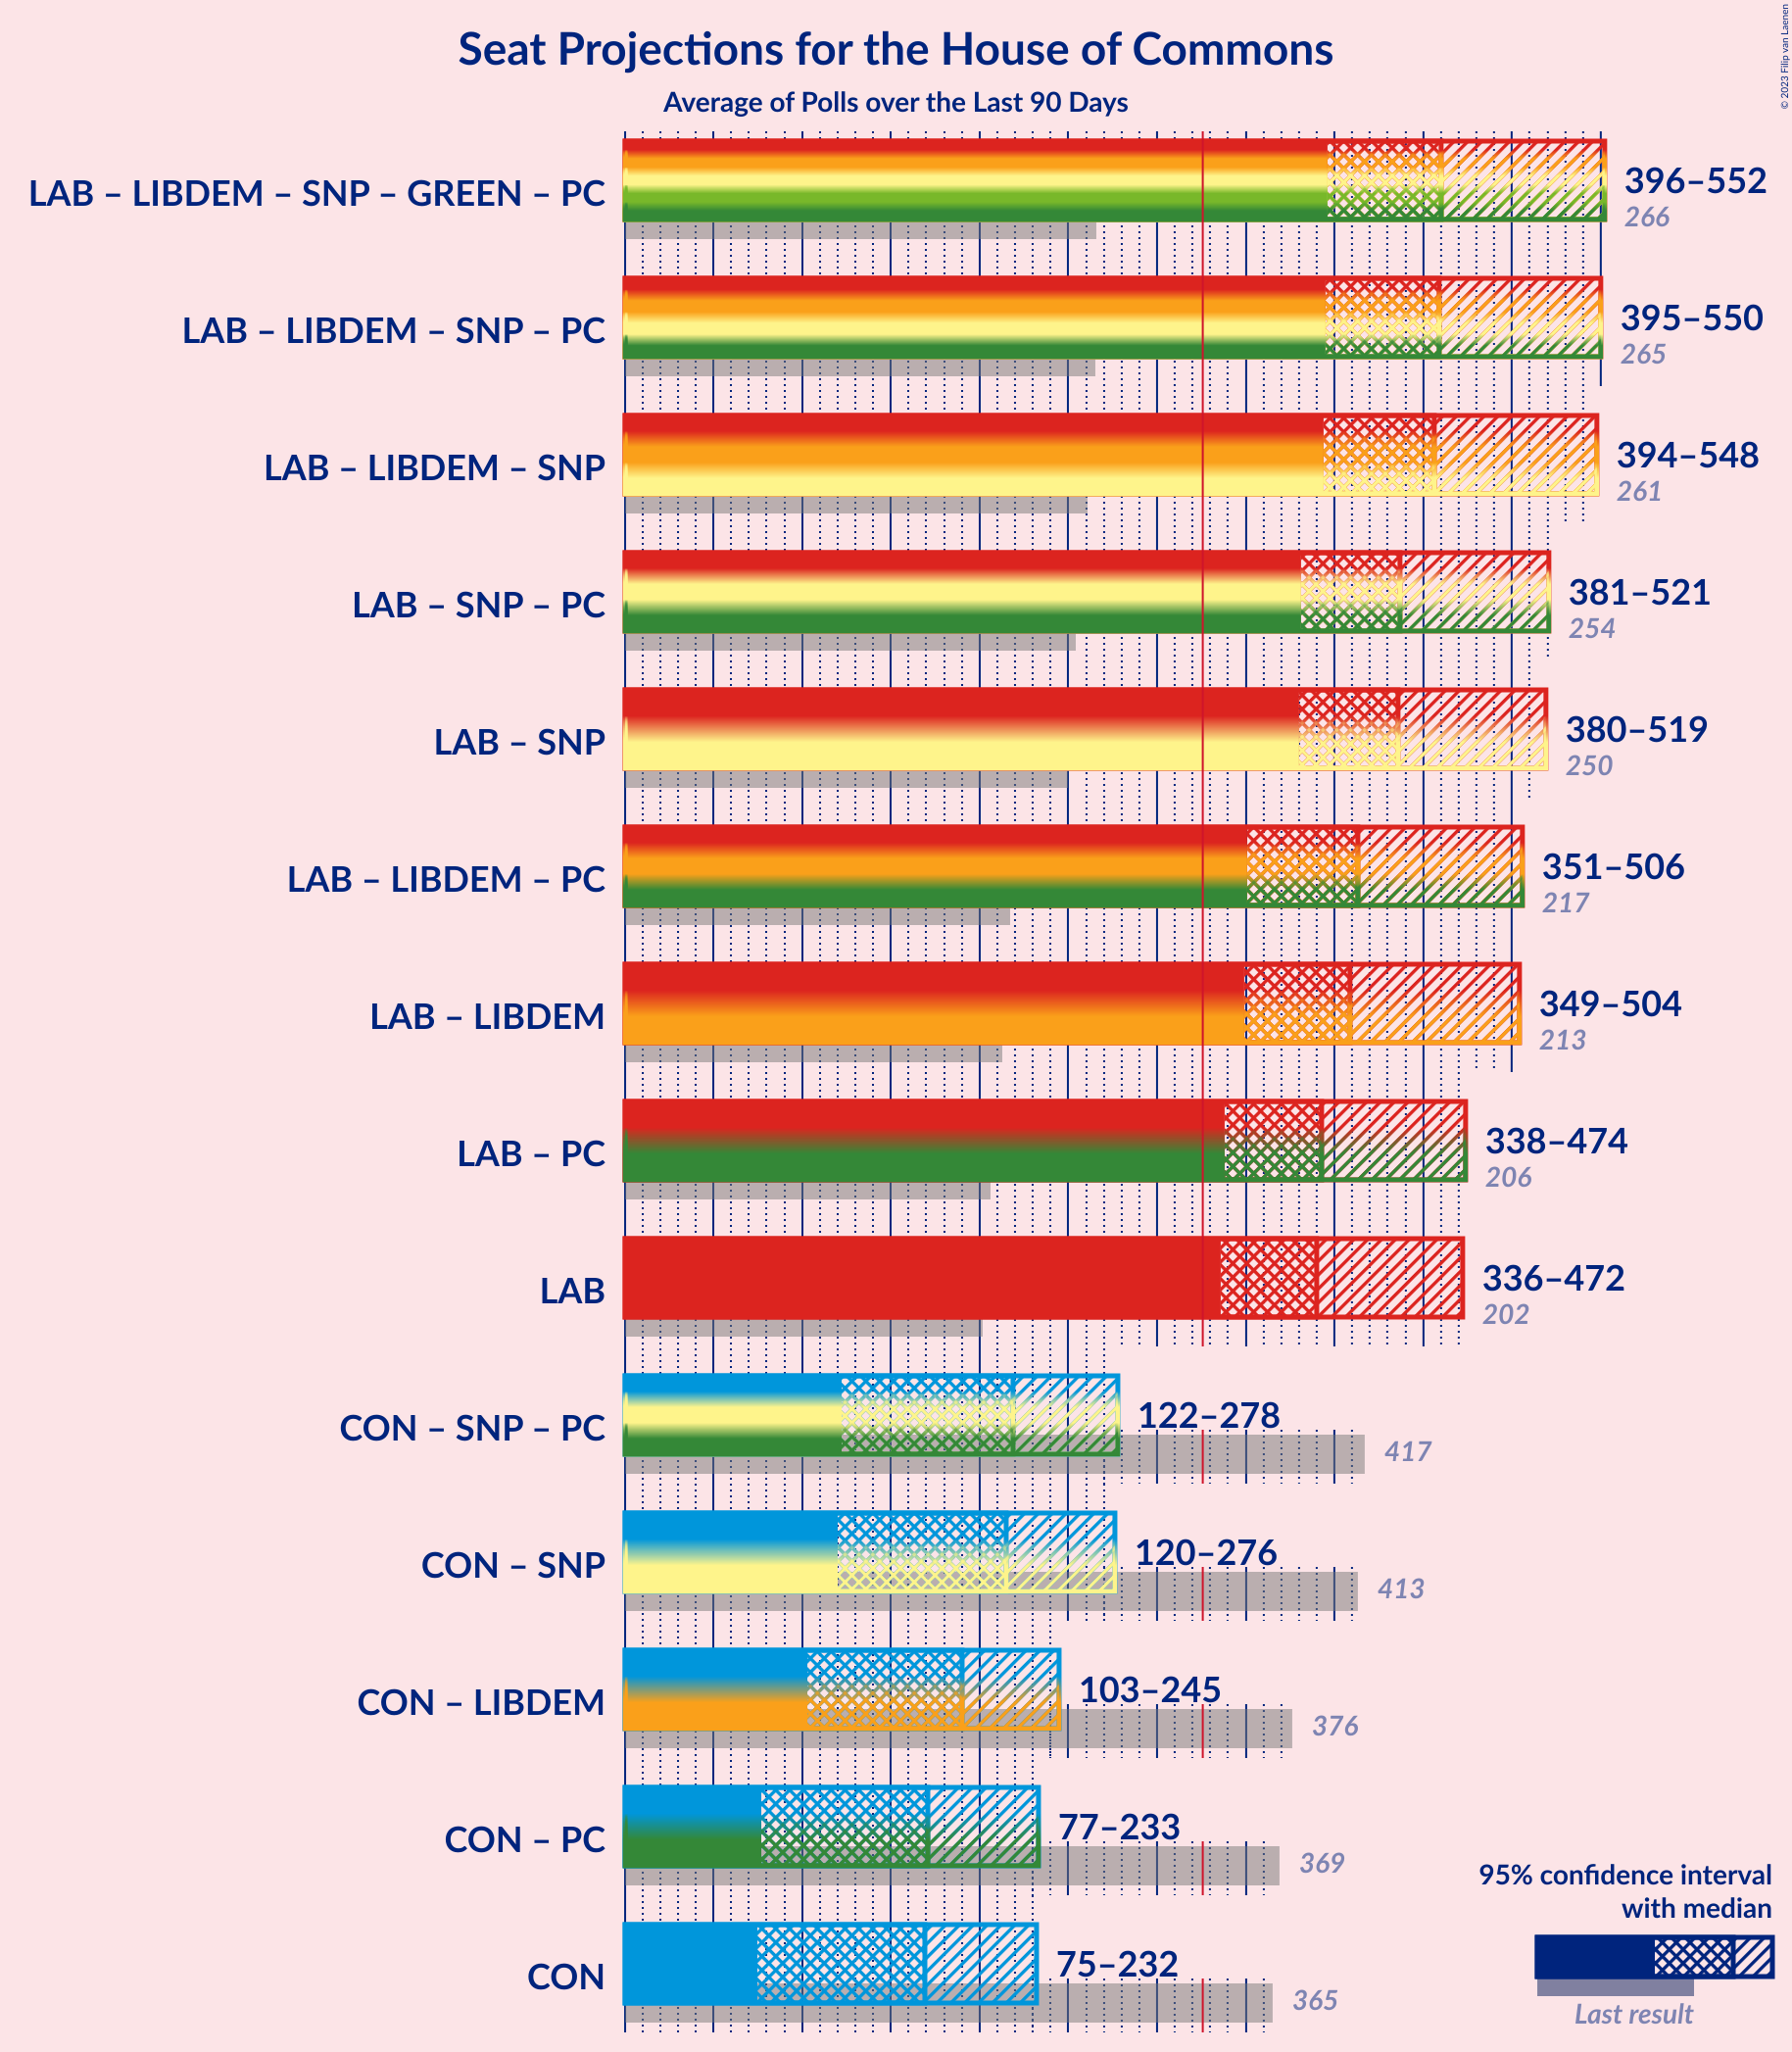 © 2023 Filip van Laenen
Seat Projections for the House of Commons
Average of Polls over the Last 90 Days
LAB – LIBDEM – SNP – GREEN – PC
396–552
266
LAB – LIBDEM – SNP – PC
395–550
265
LAB – LIBDEM – SNP
394–548
261
LAB – SNP – PC
381–521
254
LAB – SNP
380–519
250
LAB – LIBDEM – PC
351–506
217
LAB – LIBDEM
349–504
213
LAB – PC
338–474
206
LAB
336–472
202
CON – SNP – PC
122–278
417
CON – SNP
120–276
413
CON – LIBDEM
103–245
376
CON – PC
77–233
369
CON
75–232
365
95% confidence interval
with median
Last result